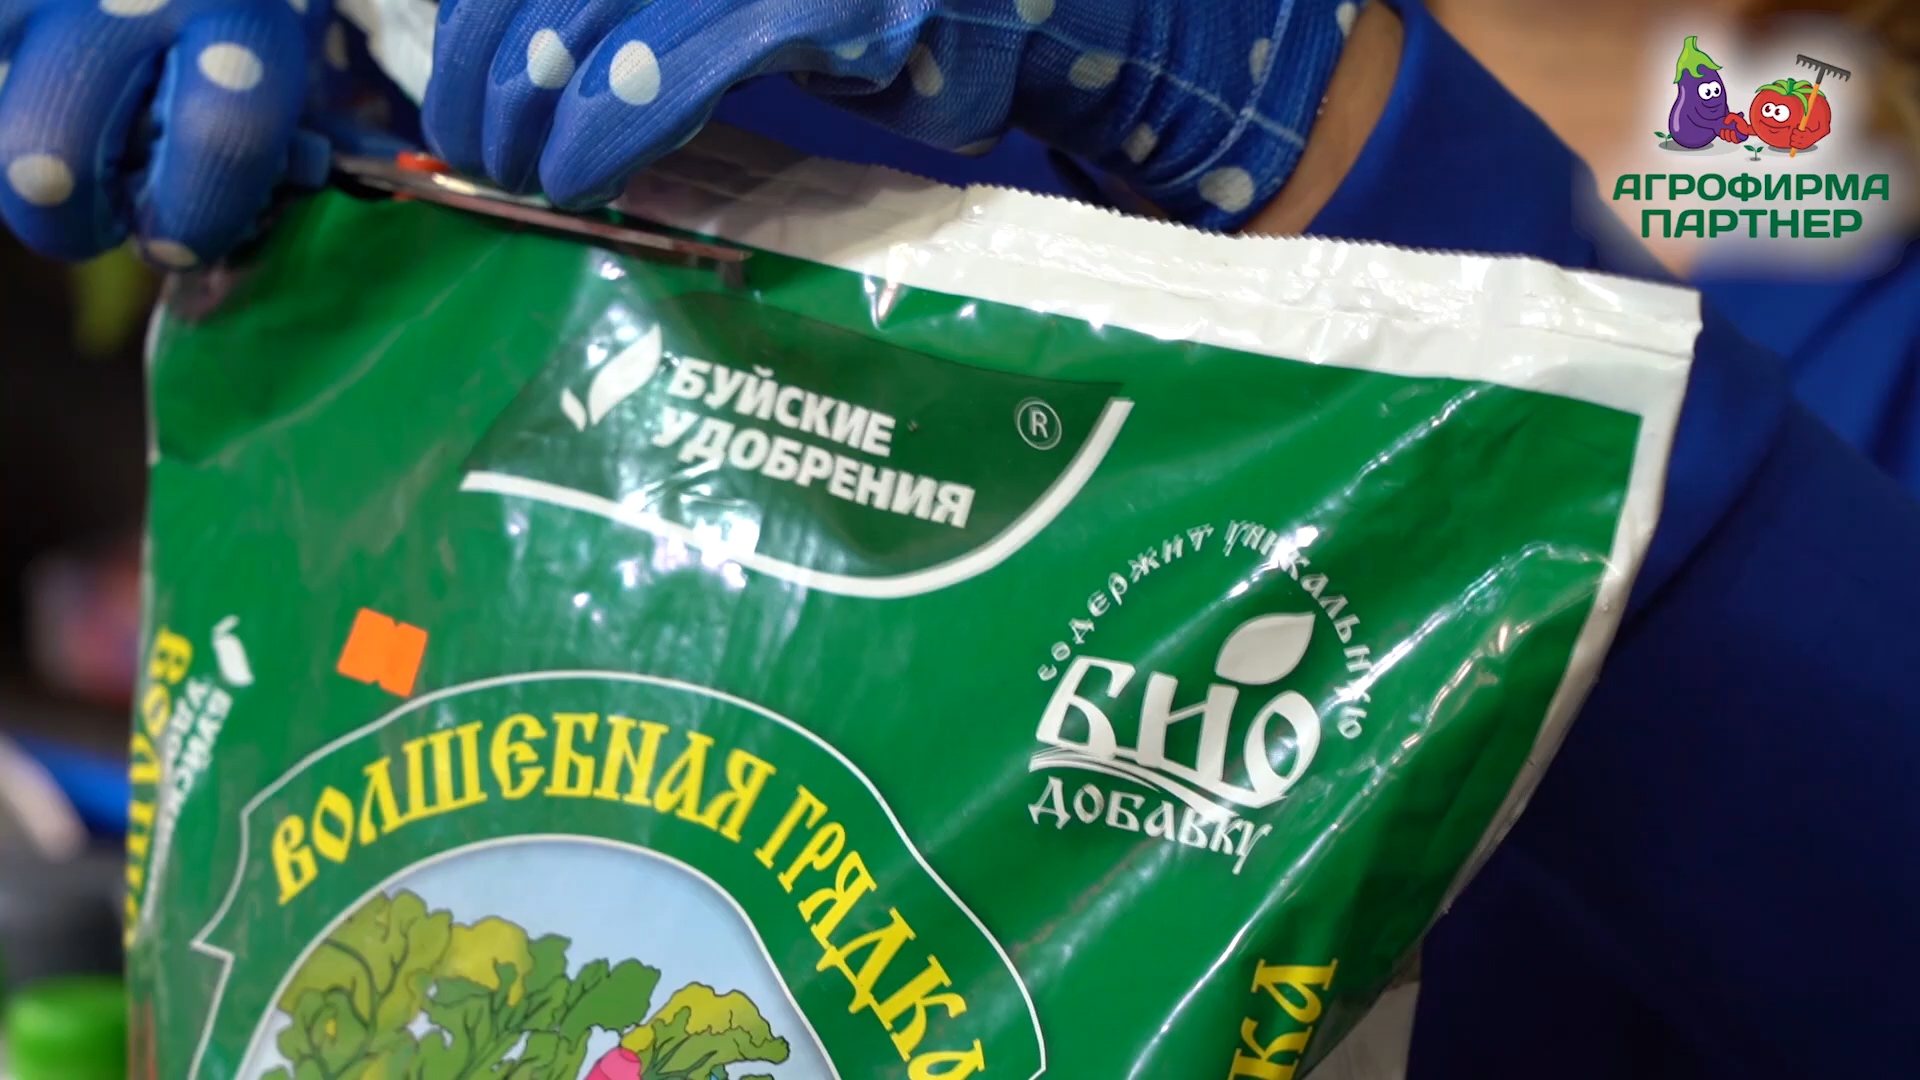 АГРОФИРМА
ПАРТНЕР
БУЙСКИЕ
УДОБРЕНИЯ
®
СОДЕРЖИТ УНИКАЛЬНУЮ
БИО
ДОБАВКУ
ВОЛШЕБНАЯ ГРЯДКА